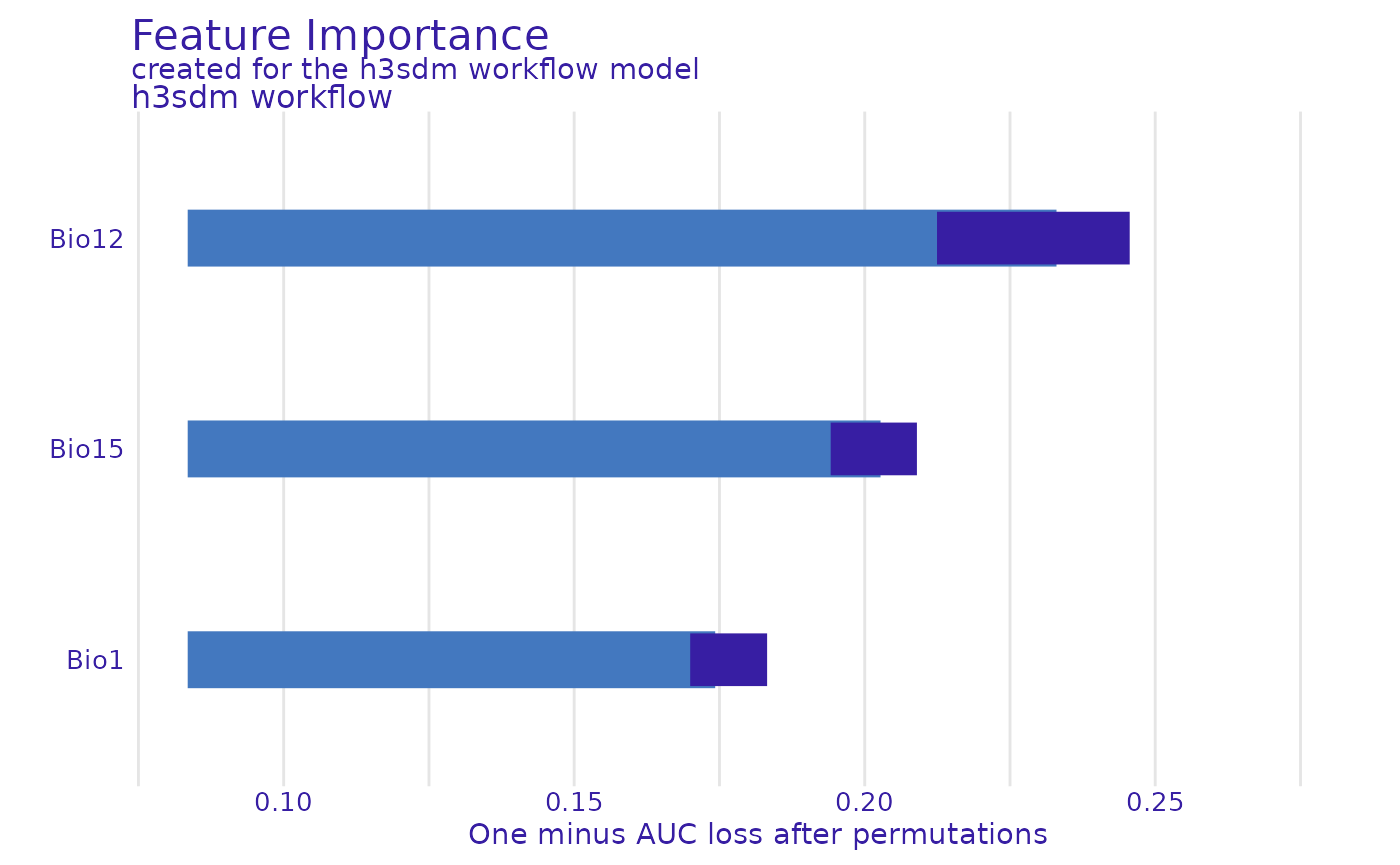 Feature Importance
created for the h3sdm workflow model
h3sdm workflow
Bio12
Bio15
Bio1
0.10 0.15 0.20 0.25
One minus AUC loss after permutations